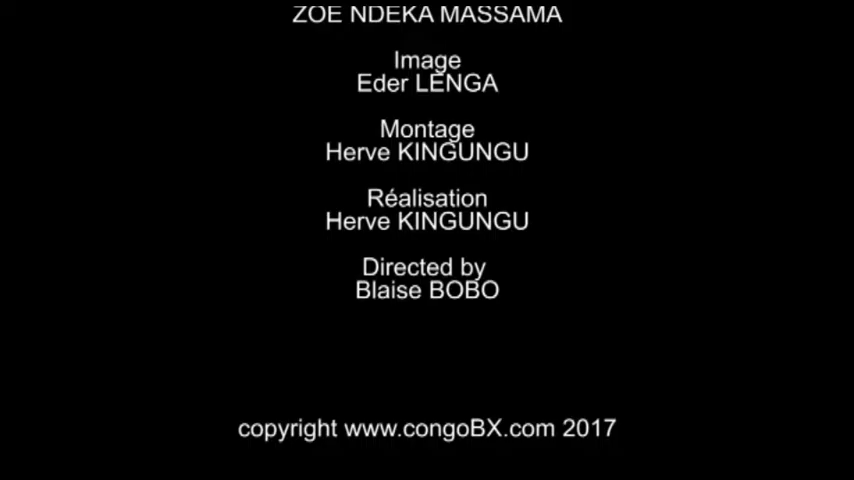 ZOE NDEKA MASSAMA
Image
Eder LENGA
Montage
Herve KINGUNGU
Réalisation
Herve KINGUNGU
Directed by
Blaise BOBO
copyright www.congoBX.com 2017